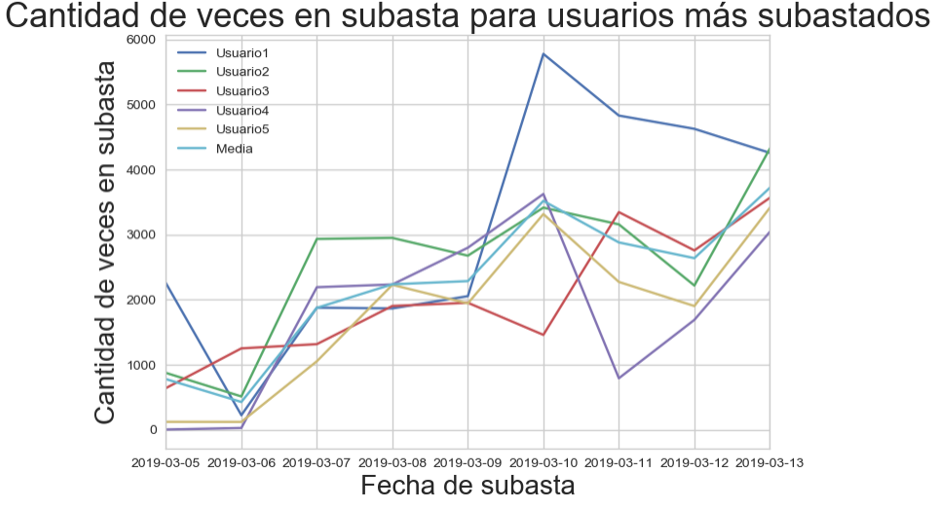 Cantidad de veces en subasta para usuarios más subastados
Cantidad de veces en subasta
6000
5000
4000
3000
2000
1000
0
Usuario1
Usuario2
Usuario3
Usuario4
Usuario5
Media
2019-03-05 2019-03-06 2019-03-07 2019-03-08 2019-03-09 2019-03-10 2019-03-11 2019-03-12 2019-03-13
Fecha de subasta